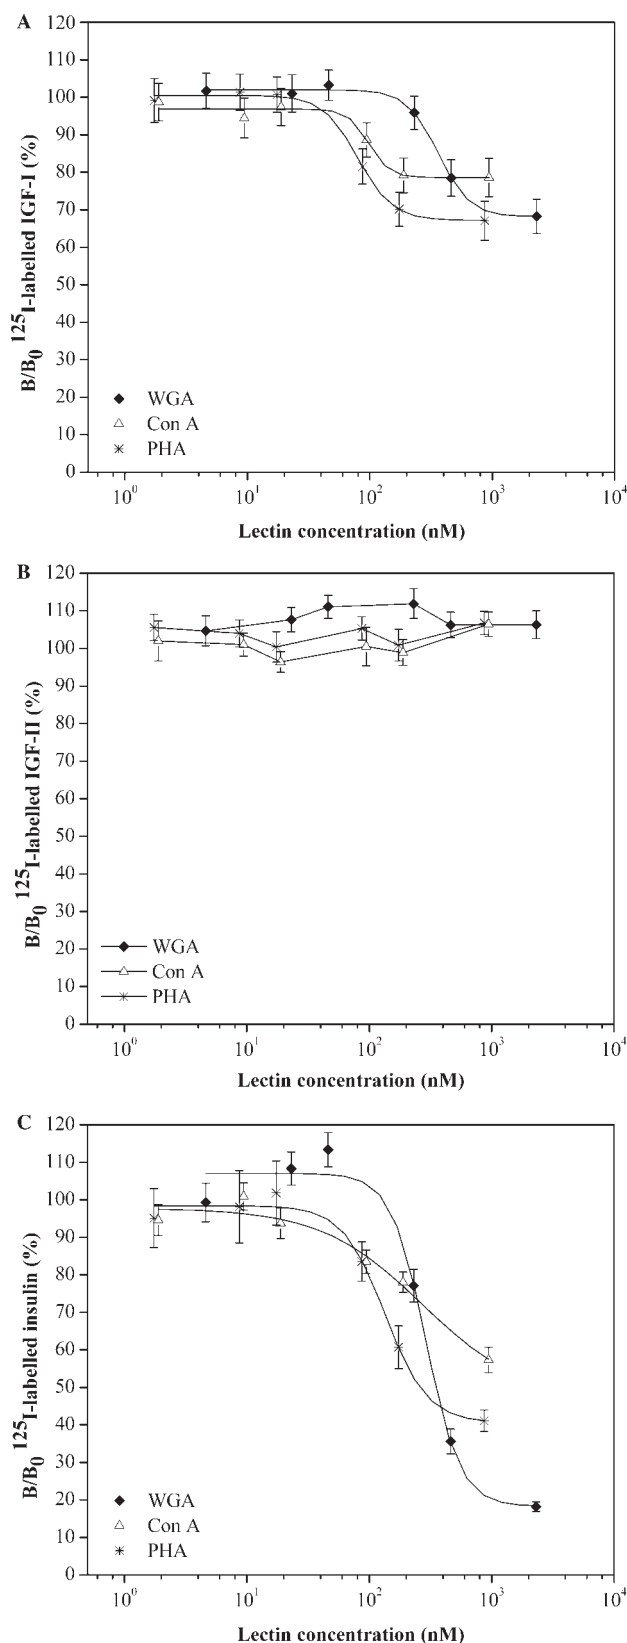 A
120
110
100
90
80
70
60
50
40
30
20
10
0
B/B0 125I-labelled IGF-I (%)
WGA
Con A
PHA
10^0 10^1 10^2 10^3 10^4
Lectin concentration (nM)
B
120
110
100
90
80
70
60
50
40
30
20
10
0
B/B0 125I-labelled IGF-II (%)
WGA
Con A
PHA
10^0 10^1 10^2 10^3 10^4
Lectin concentration (nM)
C
120
110
100
90
80
70
60
50
40
30
20
10
0
B/B0 125I-labelled insulin (%)
WGA
Con A
PHA
10^0 10^1 10^2 10^3 10^4
Lectin concentration (nM)